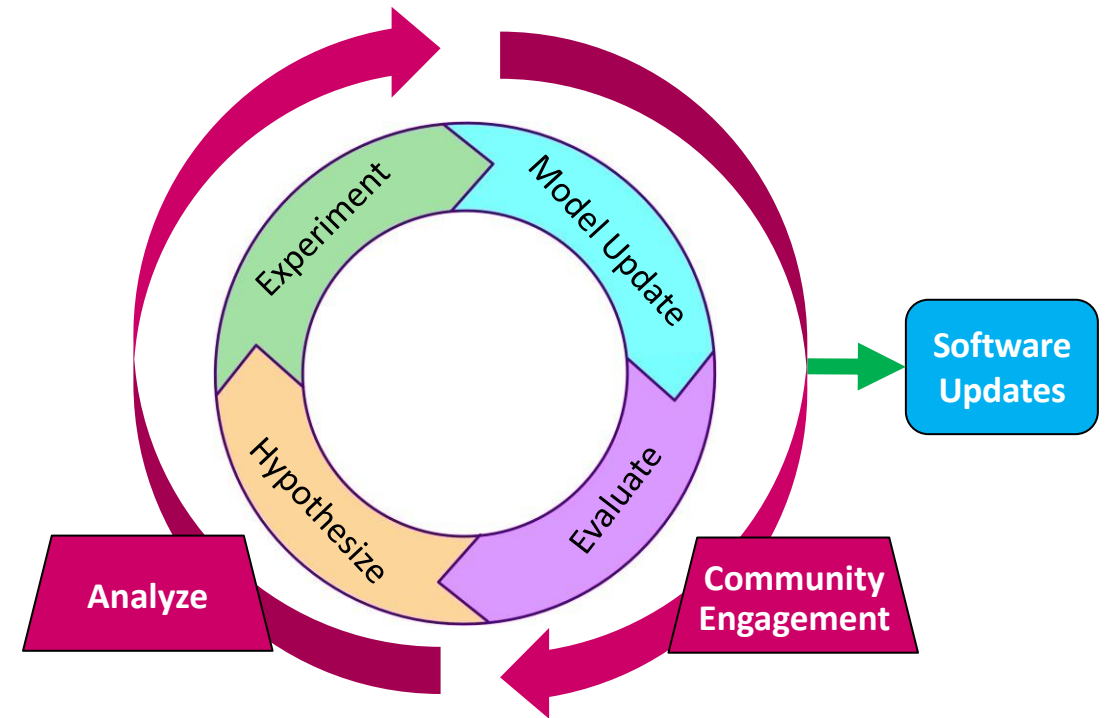 Experiment
Model Update
Software
Updates
Hypothesize
Evaluate
Analyze
Community
Engagement